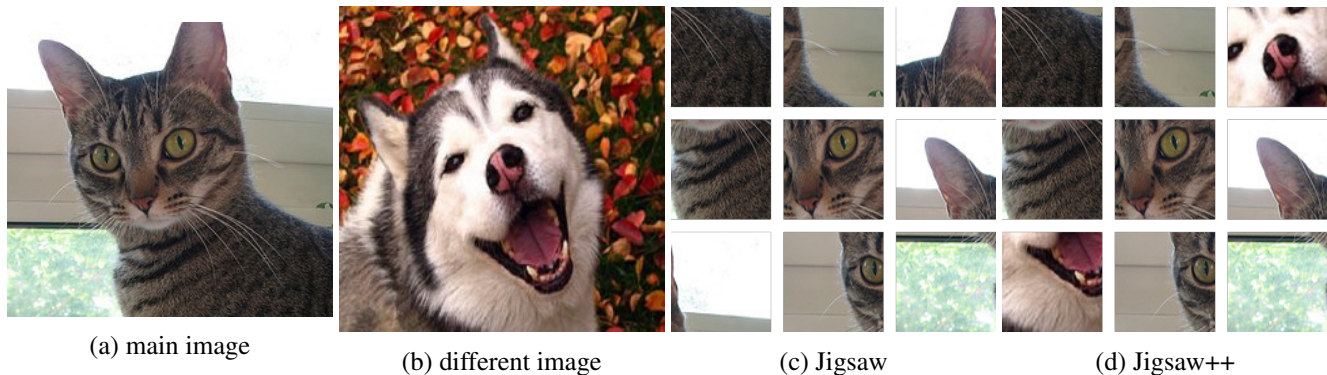 (a) main image
(b) different image
(c) Jigsaw
(d) Jigsaw++